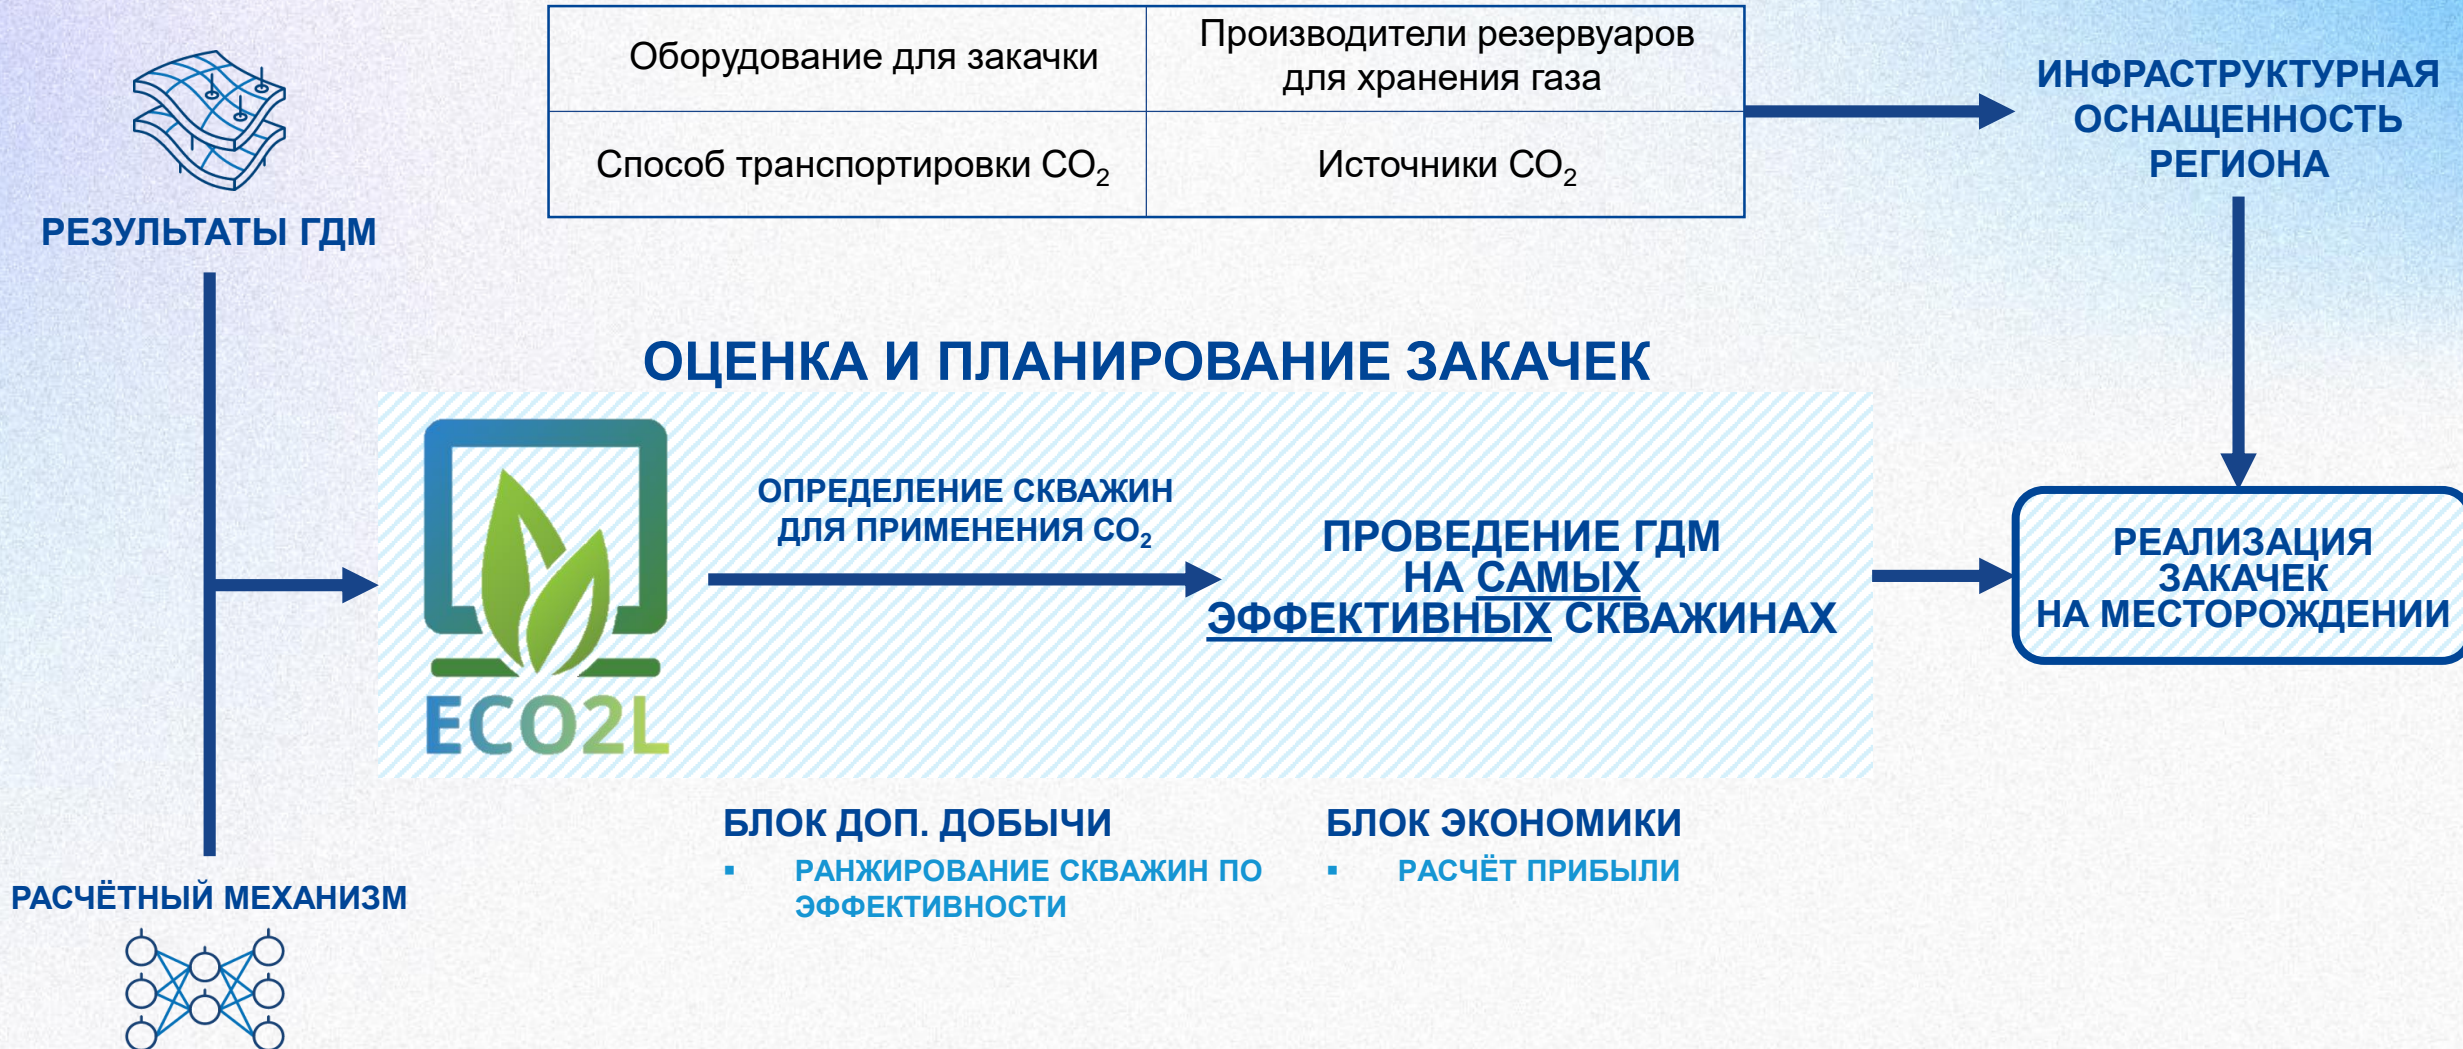 Оборудование для закачки
Производители резервуаров
для хранения газа
Способ транспортировки CO₂
Источники CO₂
ИНФРАСТРУКТУРНАЯ
ОСНАЩЕННОСТЬ
РЕГИОНА
РЕЗУЛЬТАТЫ ГДМ
ОЦЕНКА И ПЛАНИРОВАНИЕ ЗАКАЧЕК
ECO2L
ОПРЕДЕЛЕНИЕ СКВАЖИН
ДЛЯ ПРИМЕНЕНИЯ CO₂
ПРОВЕДЕНИЕ ГДМ
НА САМЫХ
ЭФФЕКТИВНЫХ СКВАЖИНАХ
РЕАЛИЗАЦИЯ
ЗАКАЧЕК
НА МЕСТОРОЖДЕНИИ
БЛОК ДОП. ДОБЫЧИ
▪ РАНЖИРОВАНИЕ СКВАЖИН ПО
ЭФФЕКТИВНОСТИ
БЛОК ЭКОНОМИКИ
▪ РАСЧЁТ ПРИБЫЛИ
РАСЧЁТНЫЙ МЕХАНИЗМ